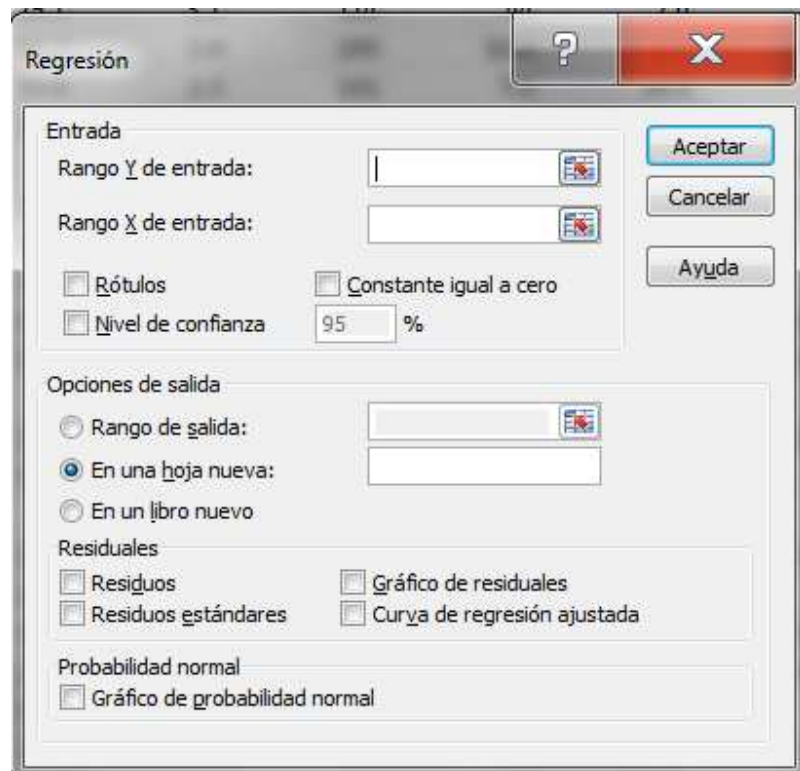 Regresión
Entrada
Rango Y de entrada:
Rango X de entrada:
Rótulos
Constante igual a cero
Nivel de confianza
95 %
Aceptar
Cancelar
Ayuda
Opciones de salida
Rango de salida:
En una hoja nueva:
En un libro nuevo
Residuales
Residuos
Gráfico de residuales
Residuos estándares
Curva de regresión ajustada
Probabilidad normal
Gráfico de probabilidad normal